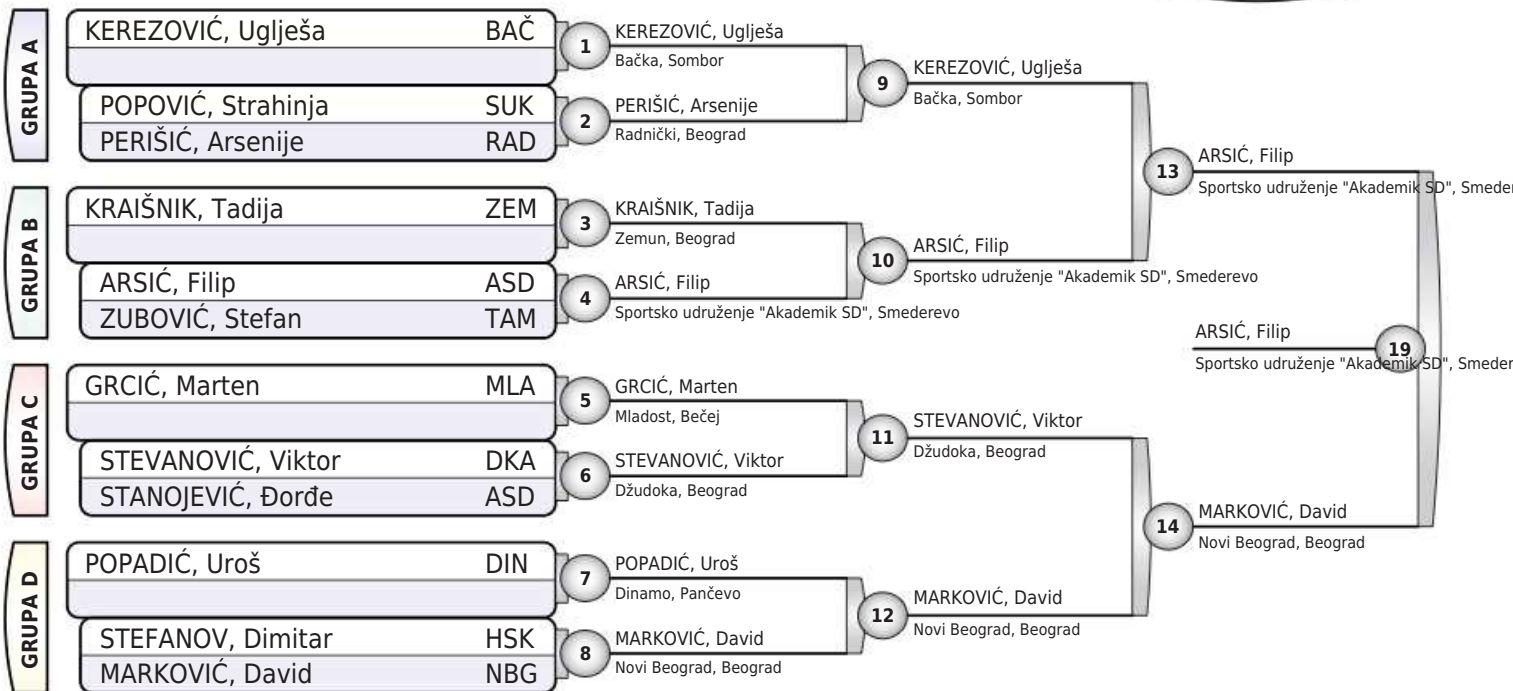 GRUPA A
KEREZOVIĆ, Uglješa BAČ
POPOVIĆ, Strahinja SUK
PERIŠIĆ, Arsenije RAD
GRUPA B
KRAIŠNIK, Tadija ZEM
ARSIĆ, Filip ASD
ZUBOVIĆ, Stefan TAM
GRUPA C
GRCIĆ, Marten MLA
STEVANOVIĆ, Viktor DKA
STANOJEVIĆ, Đorđe ASD
GRUPA D
POPADIĆ, Uroš DIN
STEFANOV, Dimitar HSK
MARKOVIĆ, David NBG
1
KEREZOVIĆ, Uglješa
Bačka, Sombor
2
PERIŠIĆ, Arsenije
Radnički, Beograd
3
KRAIŠNIK, Tadija
Zemun, Beograd
4
ARSIĆ, Filip
Sportsko udruženje "Akademik SD", Smederevo
5
GRCIĆ, Marten
Mladost, Bečej
6
STEVANOVIĆ, Viktor
Džudoka, Beograd
7
POPADIĆ, Uroš
Dinamo, Pančevo
8
MARKOVIĆ, David
Novi Beograd, Beograd
9
KEREZOVIĆ, Uglješa
Bačka, Sombor
10
ARSIĆ, Filip
Sportsko udruženje "Akademik SD", Smederevo
11
STEVANOVIĆ, Viktor
Džudoka, Beograd
12
MARKOVIĆ, David
Novi Beograd, Beograd
13
ARSIĆ, Filip
Sportsko udruženje "Akademik SD", Smeder
14
MARKOVIĆ, David
Novi Beograd, Beograd
ARSIĆ, Filip
19
Sportsko udruženje "Akademik SD", Smeder